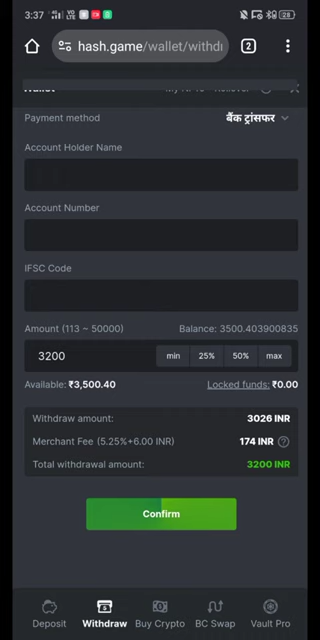 3:37
28
hash.game/wallet/withdr
2
Wallet
Payment method
बैंक ट्रांसफर
Account Holder Name
Account Number
IFSC Code
Amount (113 ~ 50000)
Balance: 3500.403900835
3200
min
25%
50%
max
Available: ₹3,500.40
Locked funds: ₹0.00
Withdraw amount:
3026 INR
Merchant Fee (5.25%+6.00 INR)
174 INR
Total withdrawal amount:
3200 INR
Confirm
Deposit
Withdraw
Buy Crypto
BC Swap
Vault Pro